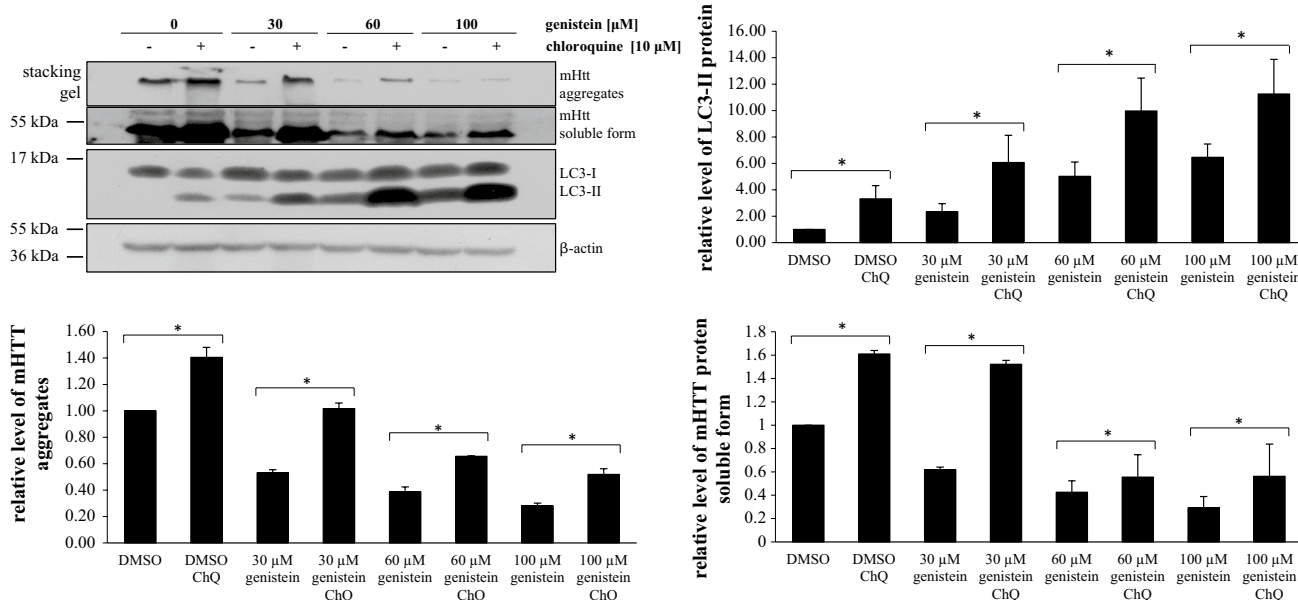 0 30 60 100 genistein [µM]
- + - + - + - + chloroquine [10 µM]
stacking
gel
mHtt
aggregates
55 kDa
mHtt
soluble form
17 kDa
LC3-I
LC3-II
55 kDa
36 kDa
β-actin
relative level of LC3-II protein
16.00
14.00
12.00
10.00
8.00
6.00
4.00
2.00
0.00
* * * *
DMSO
DMSO
ChQ
30 µM
genistein
30 µM
genistein
ChQ
60 µM
genistein
60 µM
genistein
ChQ
100 µM
genistein
100 µM
genistein
ChQ
relative level of mHTT
aggregates
1.60
1.40
1.20
1.00
0.80
0.60
0.40
0.20
0.00
* * * *
DMSO
DMSO
ChQ
30 µM
genistein
30 µM
genistein
ChQ
60 µM
genistein
60 µM
genistein
ChQ
100 µM
genistein
100 µM
genistein
ChQ
relative level of mHTT proten
soluble form
1.8
1.6
1.4
1.2
1
0.8
0.6
0.4
0.2
0
* * * *
DMSO
DMSO
ChQ
30 µM
genistein
30 µM
genistein
ChQ
60 µM
genistein
60 µM
genistein
ChQ
100 µM
genistein
100 µM
genistein
ChQ